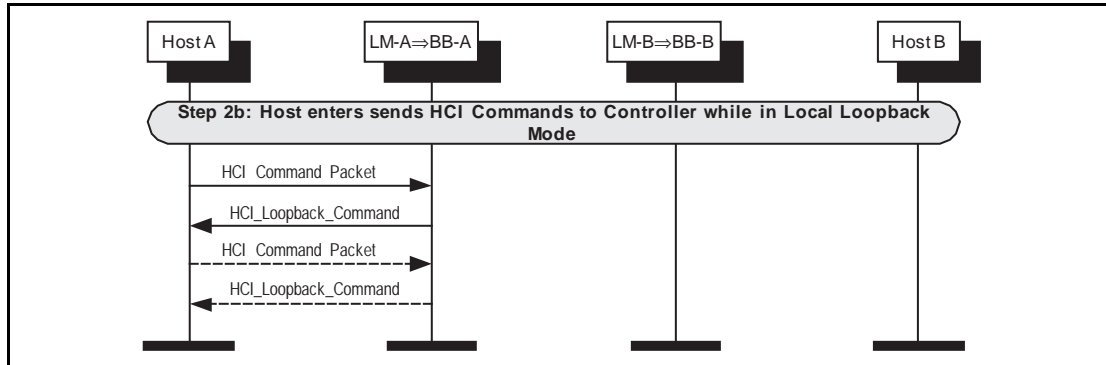 Host A
LM-A⇒BB-A
LM-B⇒BB-B
Host B
Step 2b: Host enters sends HCI Commands to Controller while in Local Loopback
Mode
HCI Command Packet
HCI_Loopback_Command
HCI Command Packet
HCI_Loopback_Command